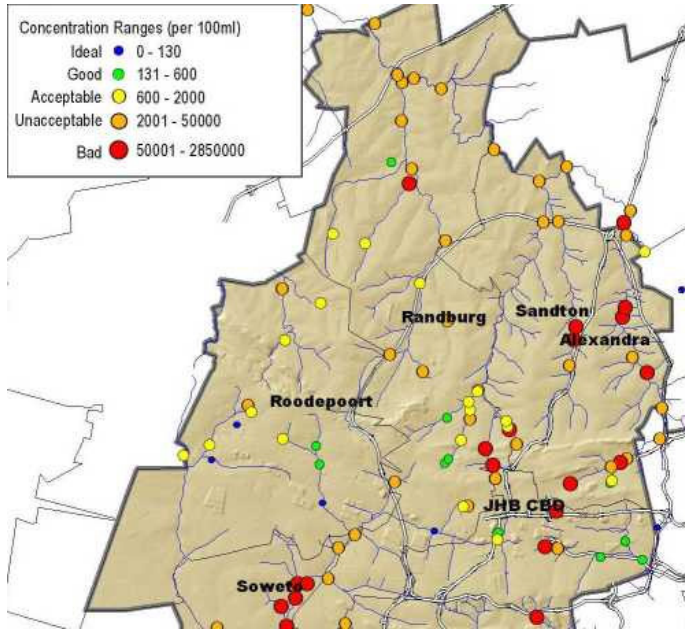 Concentration Ranges (per 100ml)
Ideal 0 - 130
Good 131 - 600
Acceptable 600 - 2000
Unacceptable 2001 - 50000
Bad 50001 - 2850000
Randburg
Sandton
Alexandra
Roodepoort
JHB CBD
Soweto